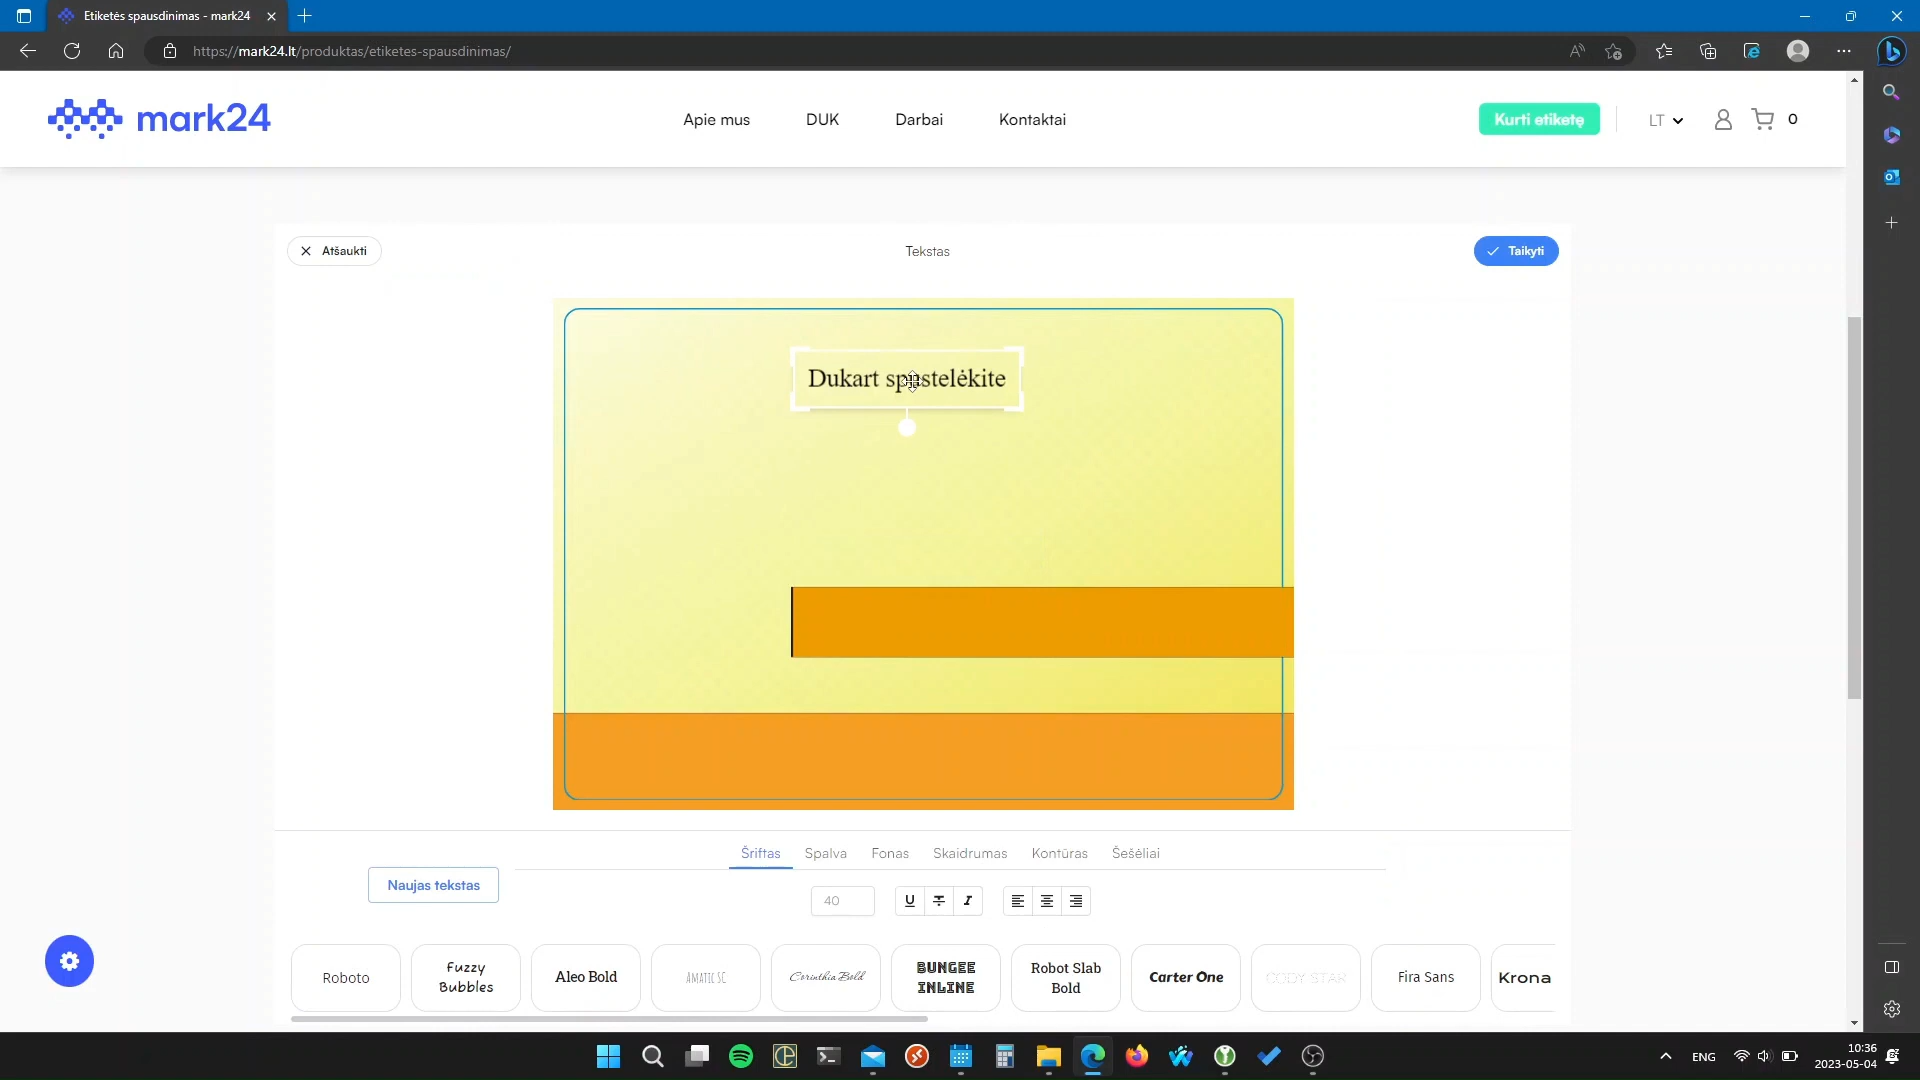 Etiketės spausdinimas - mark24
https://mark24.lt/produktas/etiketes-spausdinimas/
mark24
Apie mus
DUK
Darbai
Kontaktai
Kurti etiketę
LT
0
Atšaukti
Tekstas
Taikyti
Dukart spustelėkite
Šriftas
Spalva
Fonas
Skaidrumas
Kontūras
Šešėliai
Naujas tekstas
40
Roboto
Fuzzy
Bubbles
Aleo Bold
AMATIC SC
Corinthia Bold
BUNGEE
INLINE
Robot Slab
Bold
Carter One
CODY STAR
Fira Sans
Krona
ENG
10:36
2023-05-04